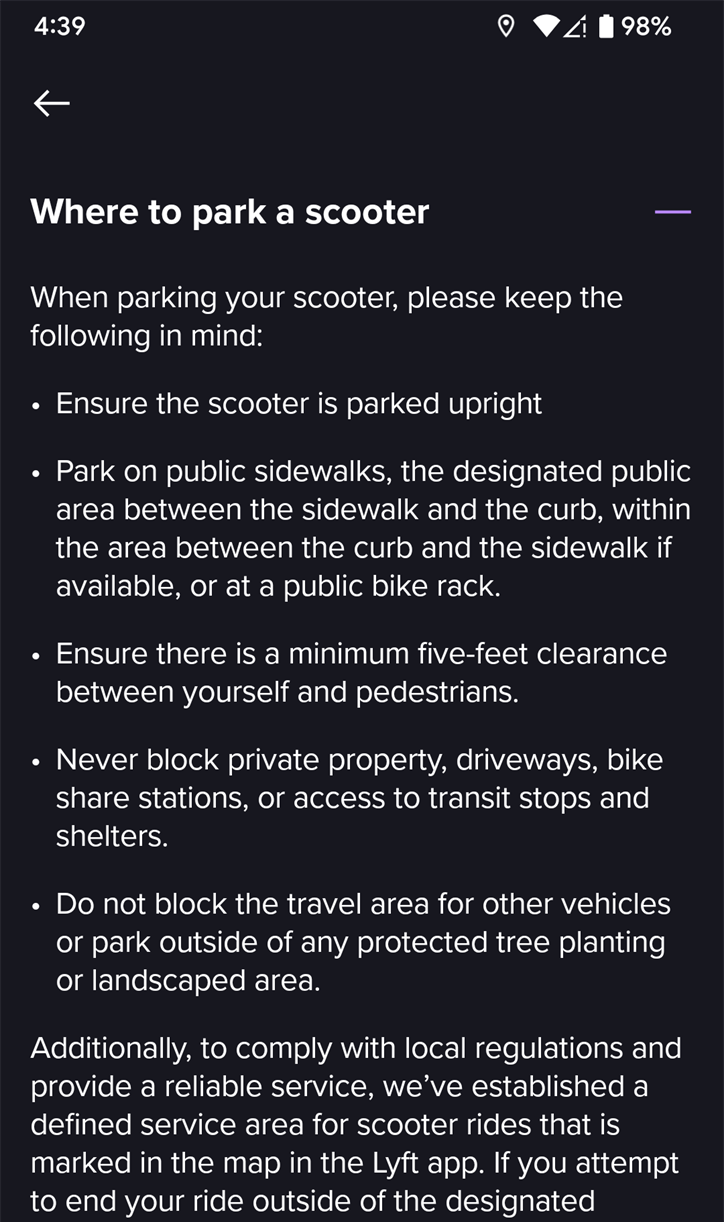 4:39
98%
Where to park a scooter
When parking your scooter, please keep the
following in mind:
• Ensure the scooter is parked upright
• Park on public sidewalks, the designated public
area between the sidewalk and the curb, within
the area between the curb and the sidewalk if
available, or at a public bike rack.
• Ensure there is a minimum five-feet clearance
between yourself and pedestrians.
• Never block private property, driveways, bike
share stations, or access to transit stops and
shelters.
• Do not block the travel area for other vehicles
or park outside of any protected tree planting
or landscaped area.
Additionally, to comply with local regulations and
provide a reliable service, we’ve established a
defined service area for scooter rides that is
marked in the map in the Lyft app. If you attempt
to end your ride outside of the designated